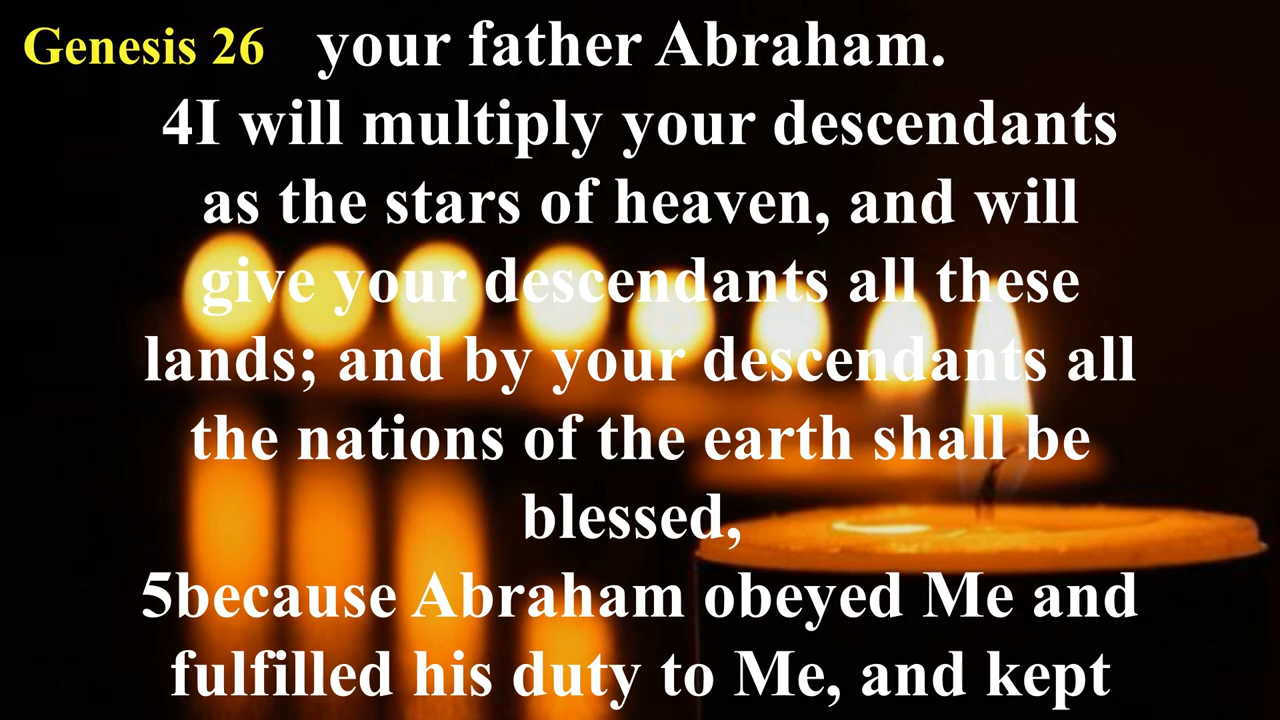 Genesis 26 your father Abraham.
4I will multiply your descendants
as the stars of heaven, and will
give your descendants all these
lands; and by your descendants all
the nations of the earth shall be
blessed,
5because Abraham obeyed Me and
fulfilled his duty to Me, and kept